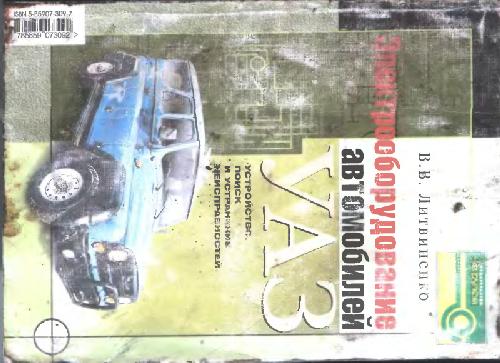 В. В. Литвиненко
Электрооборудование
автомобилей
УАЗ
УСТРОЙСТВО,
ПОИСК
И УСТРАНЕНИЕ
НЕИСПРАВНОСТЕЙ